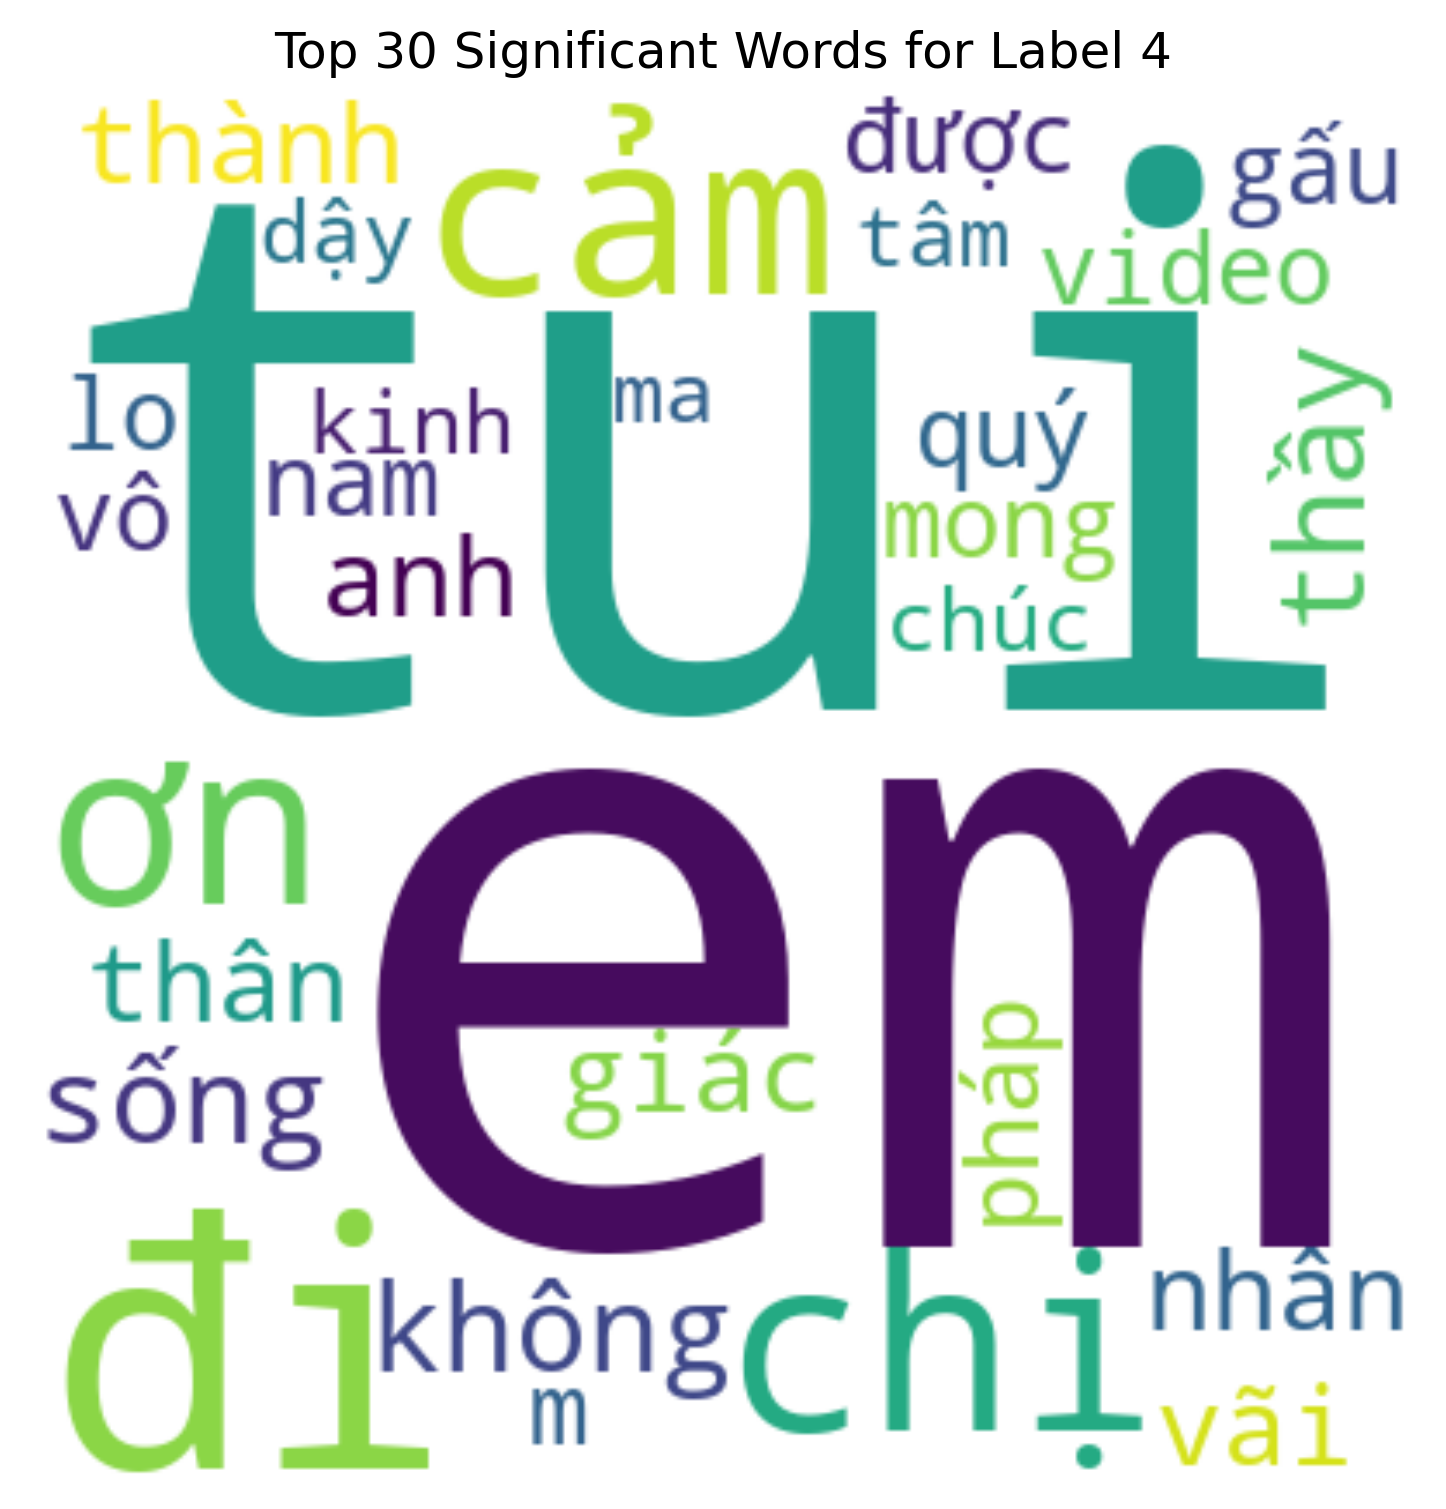 Top 30 Significant Words for Label 4
thành
cảm
được
gấu
dậy
tâm
video
tui
lo
kinh
ma
quý
thầy
vô
nam
mong
anh
chúc
ơn
em
thân
giác
pháp
sống
đi
không
chị
nhân
m
vãi